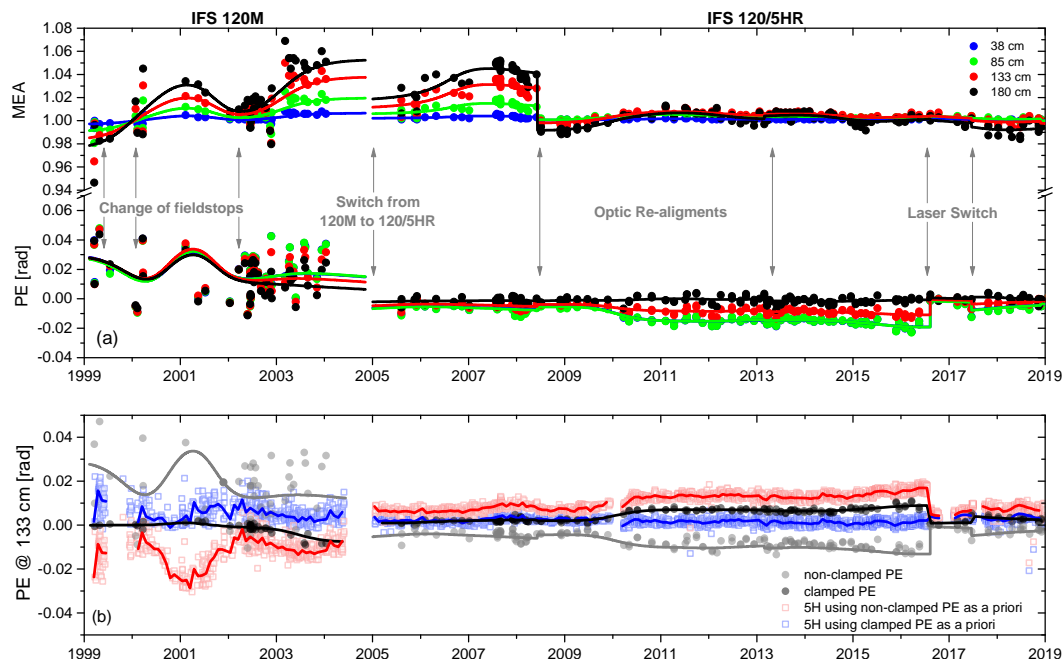 IFS 120M
IFS 120/5HR
1.08
1.06
1.04
1.02
1.00
0.98
0.96
0.94
MEA
38 cm
85 cm
133 cm
180 cm
Change of fieldstops
Switch from
120M to 120/5HR
Optic Re-aligments
Laser Switch
0.06
0.04
0.02
0.00
-0.02
-0.04
PE [rad]
(a)
1999
2001
2003
2005
2007
2009
2011
2013
2015
2017
2019
0.04
0.02
0.00
-0.02
-0.04
PE @ 133 cm [rad]
(b)
non-clamped PE
clamped PE
5H using non-clamped PE as a priori
5H using clamped PE as a priori
1999
2001
2003
2005
2007
2009
2011
2013
2015
2017
2019